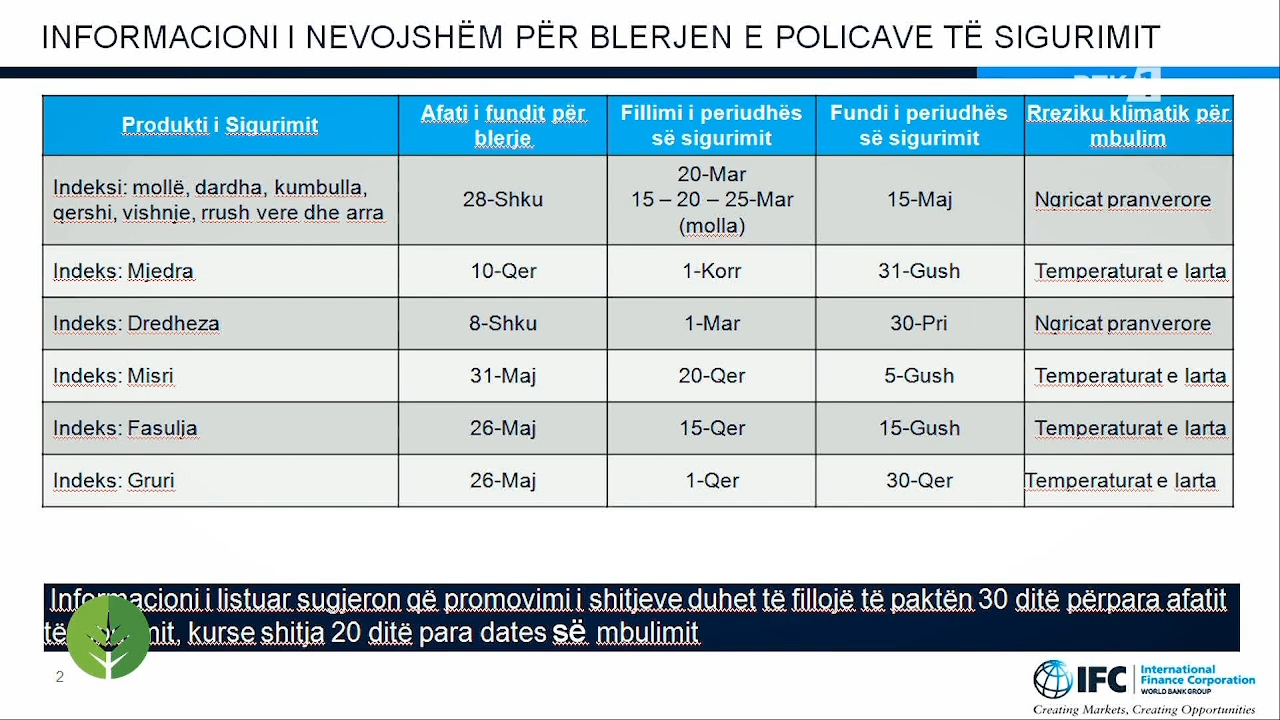 INFORMACIONI I NEVOJSHËM PËR BLERJEN E POLICAVE TË SIGURIMIT
Produkti i Sigurimit
Afati i fundit për
blerje
Fillimi i periudhës
së sigurimit
Fundi i periudhës
së sigurimit
Rreziku klimatik për
mbulim
Indeksi: mollë, dardha, kumbulla,
qershi, vishnje, rrush vere dhe arra
28-Shku
20-Mar
15 – 20 – 25-Mar
(molla)
15-Maj
Ngricat pranverore
Indeks: Mjedra
10-Qer
1-Korr
31-Gush
Temperaturat e larta
Indeks: Dredheza
8-Shku
1-Mar
30-Pri
Ngricat pranverore
Indeks: Misri
31-Maj
20-Qer
5-Gush
Temperaturat e larta
Indeks: Fasulja
26-Maj
15-Qer
15-Gush
Temperaturat e larta
Indeks: Gruri
26-Maj
1-Qer
30-Qer
Temperaturat e larta
Informacioni i listuar sugjeron që promovimi i shitjeve duhet të fillojë të paktën 30 ditë përpara afatit
kurse shitja 20 ditë para dates së mbulimit
2
IFC
International
Finance Corporation
WORLD BANK GROUP
Creating Markets, Creating Opportunities